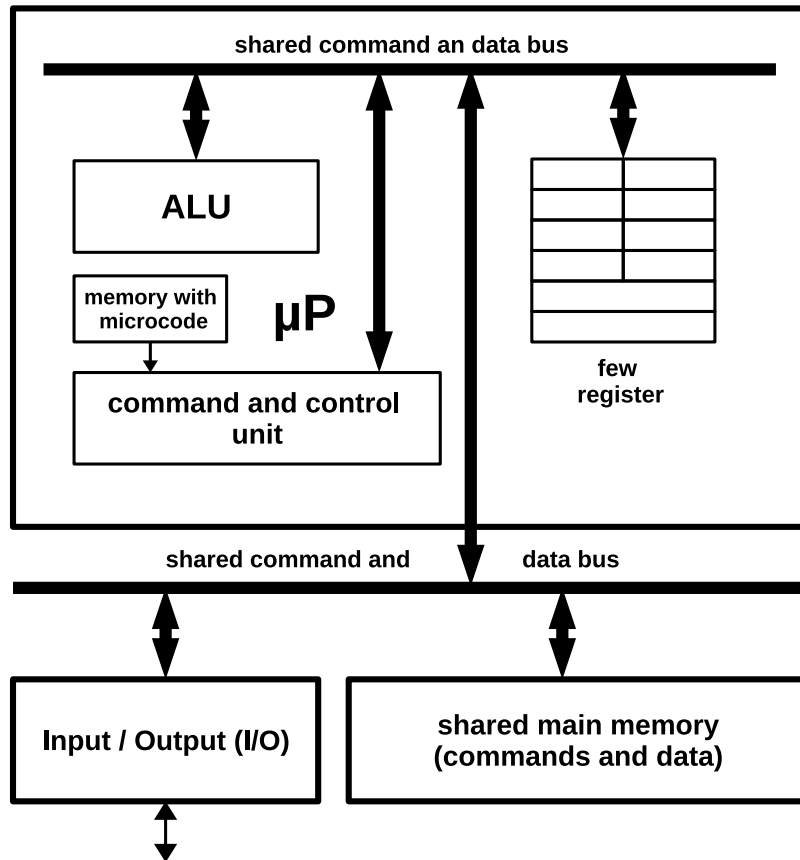 shared command an data bus
ALU
memory with
microcode
µP
command and control
unit
few
register
shared command and data bus
Input / Output (I/O)
shared main memory
(commands and data)